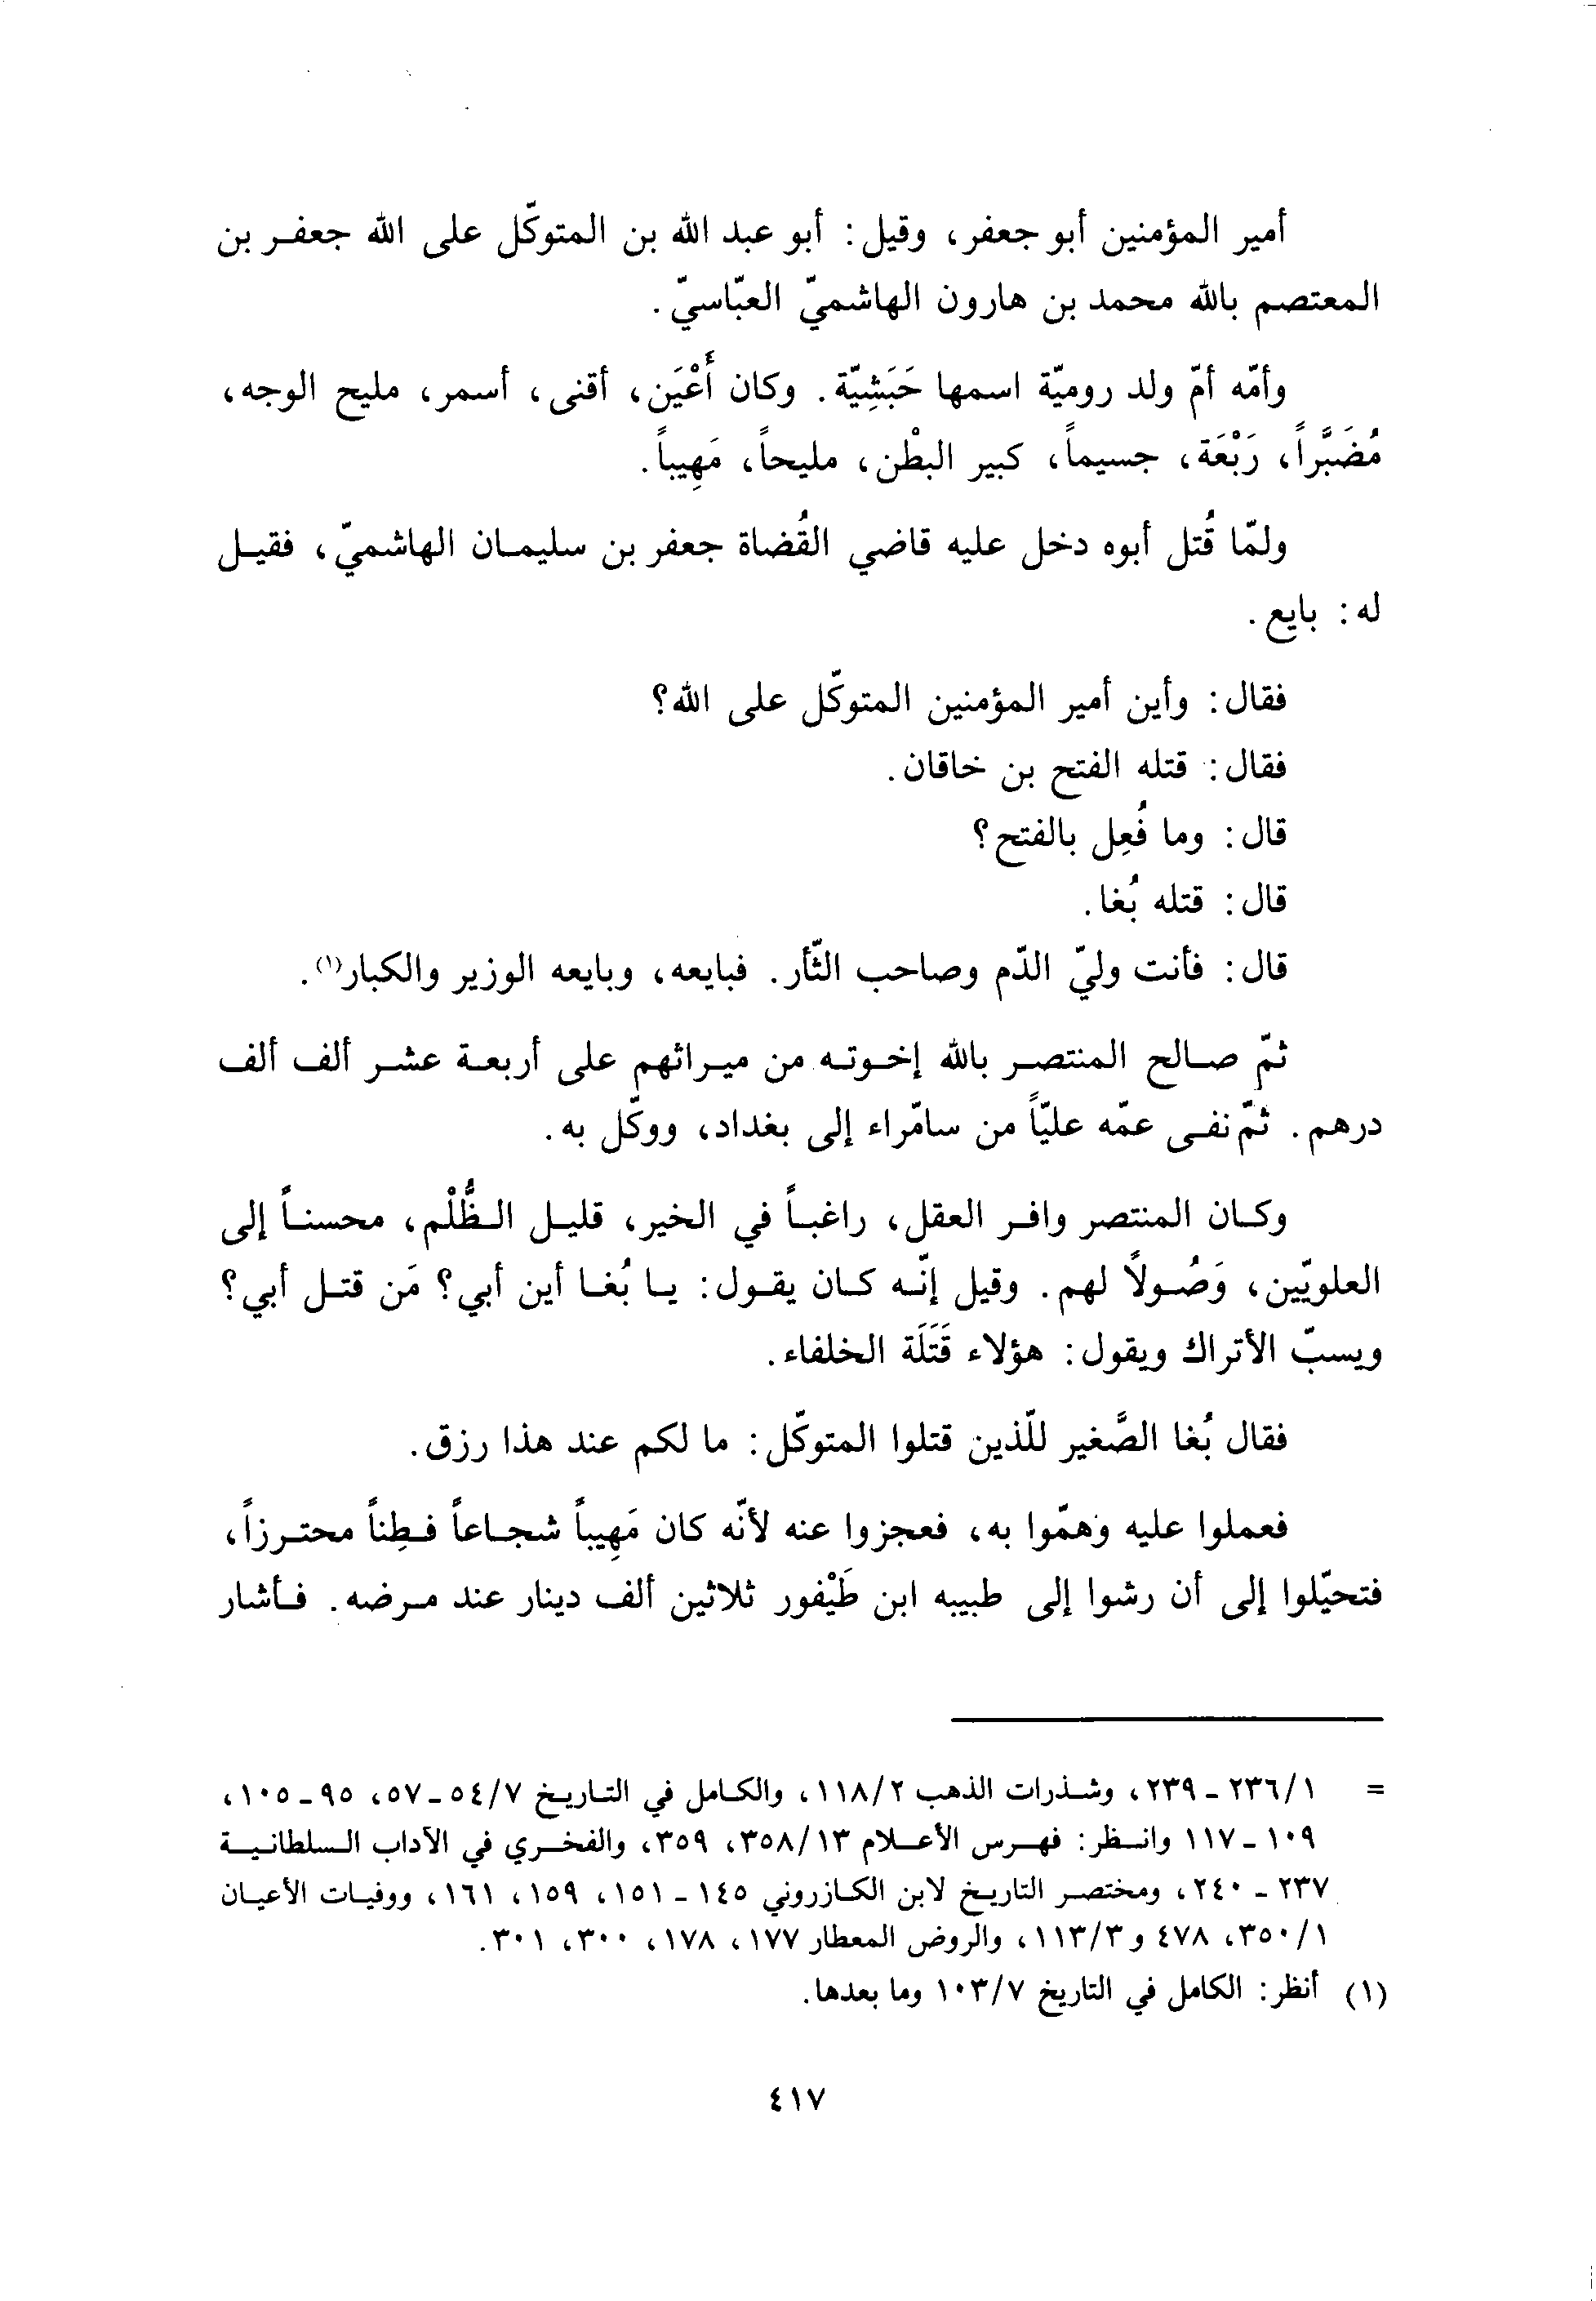 أمير المؤمنين أبو جعفر، وقيل: أبو عبد الله بن المتوكّل على الله جعفر بن
المعتصم بالله محمد بن هارون الهاشميّ العبّاسيّ.
وأمّه أمّ ولد روميّة اسمها حَبَشِيّة. وكان أَعْيَن، أقنى، أسمر، مليح الوجه،
مُضَبَّراً، رَبْعَة، جسيماً، كبير البطْن، مليحاً، مَهِيباً.
ولمّا قُتل أبوه دخل عليه قاضي القُضاة جعفر بن سليمان الهاشميّ، فقيل
له: بايع.
فقال: وأين أمير المؤمنين المتوكّل على الله؟
فقال: قتله الفتح بن خاقان.
قال: وما فُعِل بالفتح؟
قال: قتله بُغا.
قال: فأنت وليّ الدّم وصاحب الثّأر. فبايعه، وبايعه الوزير والكبار(١).
ثمّ صالح المنتصر بالله إخوته من ميراثهم على أربعة عشر ألف ألف
درهم. ثمّ نفى عمّه عليّاً من سامّراء إلى بغداد، ووكّل به.
وكان المنتصر وافر العقل، راغباً في الخير، قليل الظُّلْم، محسناً إلى
العلويّين، وَصُولاً لهم. وقيل إنّه كان يقول: يا بُغا أين أبي؟ مَن قتل أبي؟
ويسبّ الأتراك ويقول: هؤلاء قَتَلَة الخلفاء.
فقال بُغا الصَّغير للّذين قتلوا المتوكّل: ما لكم عند هذا رزق.
فعملوا عليه وهمّوا به، فعجزوا عنه لأنّه كان مَهِيباً شجاعاً فطِناً محترزاً،
فتحيّلوا إلى أن رشوا إلى طبيبه ابن طَيْفور ثلاثين ألف دينار عند مرضه. فأشار
= ١/٢٣٦ ـ ٢٣٩، وشذرات الذهب ٢/١١٨، والكامل في التاريخ ٧/٥٤ ـ ٥٧، ٩٥ ـ ١٠٥،
١٠٩ ـ ١١٧ وانظر: فهرس الأعلام ١٣/٣٥٨، ٣٥٩، والفخري في الآداب السلطانية
٢٣٧ ـ ٢٤٠، ومختصر التاريخ لابن الكازروني ١٤٥ ـ ١٥١، ١٥٩، ١٦١، ووفيات الأعيان
١/٣٥٠، ٤٧٨ و ٣/١١٣، والروض المعطار ١٧٧، ١٧٨، ٣٠٠، ٣٠١.
(١) أنظر: الكامل في التاريخ ٧/١٠٣ وما بعدها.
٤١٧